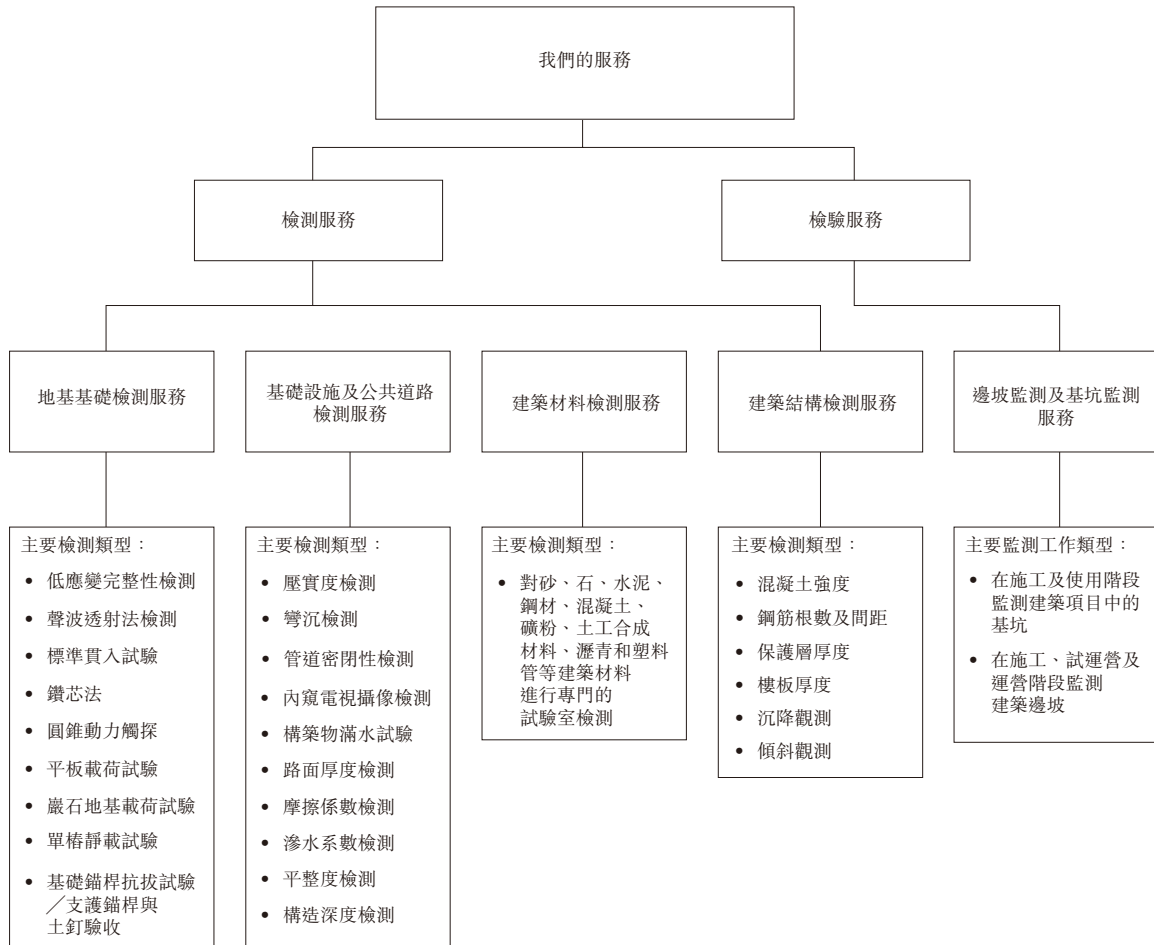 我們的服務
檢測服務
檢驗服務
地基基礎檢測服務
基礎設施及公共道路
檢測服務
建築材料檢測服務
建築結構檢測服務
邊坡監測及基坑監測
服務
主要檢測類型：
• 低應變完整性檢測
• 聲波透射法檢測
• 標準貫入試驗
• 鑽芯法
• 圓錐動力觸探
• 平板載荷試驗
• 巖石地基載荷試驗
• 單樁靜載試驗
• 基礎錨桿抗拔試驗
／支護錨桿與
土釘驗收
主要檢測類型：
• 壓實度檢測
• 彎沉檢測
• 管道密閉性檢測
• 內窺電視攝像檢測
• 構築物滿水試驗
• 路面厚度檢測
• 摩擦係數檢測
• 滲水系數檢測
• 平整度檢測
• 構造深度檢測
主要檢測類型：
• 對砂、石、水泥、
鋼材、混凝土、
礦粉、土工合成
材料、瀝青和塑料
管等建築材料
進行專門的
試驗室檢測
主要檢測類型：
• 混凝土強度
• 鋼筋根數及間距
• 保護層厚度
• 樓板厚度
• 沉降觀測
• 傾斜觀測
主要監測工作類型：
• 在施工及使用階段
監測建築項目中的
基坑
• 在施工、試運營及
運營階段監測
建築邊坡